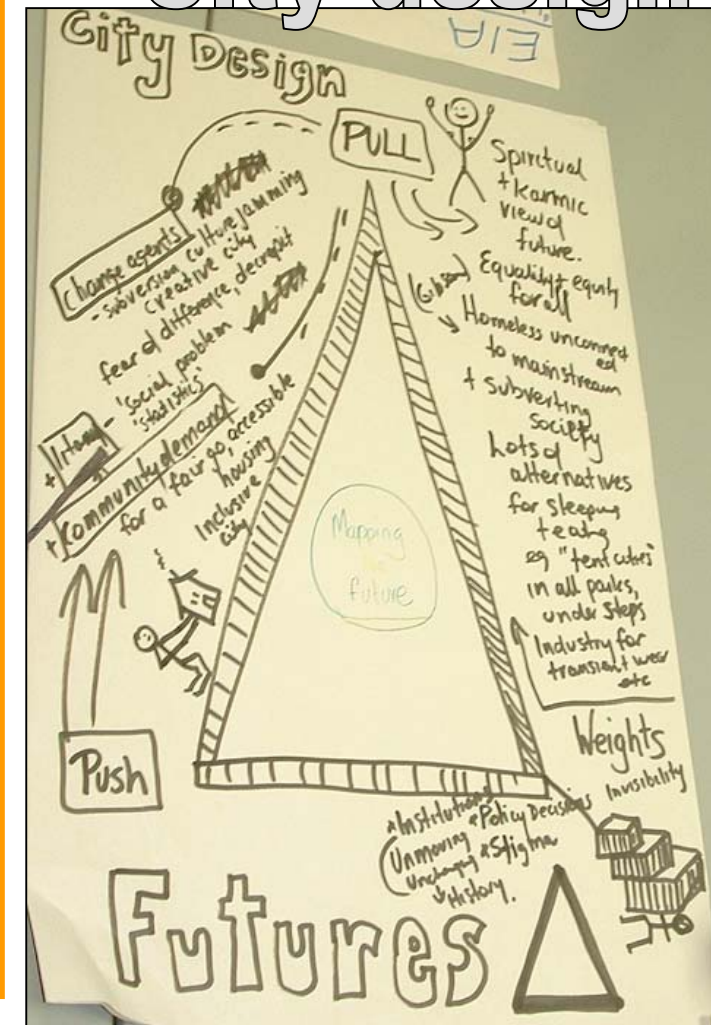 City design
EIA
City Design
PULL
Spiritual
+ Karmic
view of
future.
Equality + equity
for all
(Gibson)
Homeless unconnected
to mainstream
+ subverting
society
Lots of
alternatives
for sleeping
+eating
eg "tent cities"
in all parks,
under steps
Industry for
transient wear
etc
change agents
- subversion culture jamming
creative city
fear of difference, decrepit
+ litany - 'social problem'
'statistics'
+ Community demand
for a fair go, accessible
housing
Inclusive
city
Push
Mapping
the
future
Weights
Invisibility
*Institutions
*Policy Decisions
Unmoving
*Stigma
Unchanging
History.
Futures